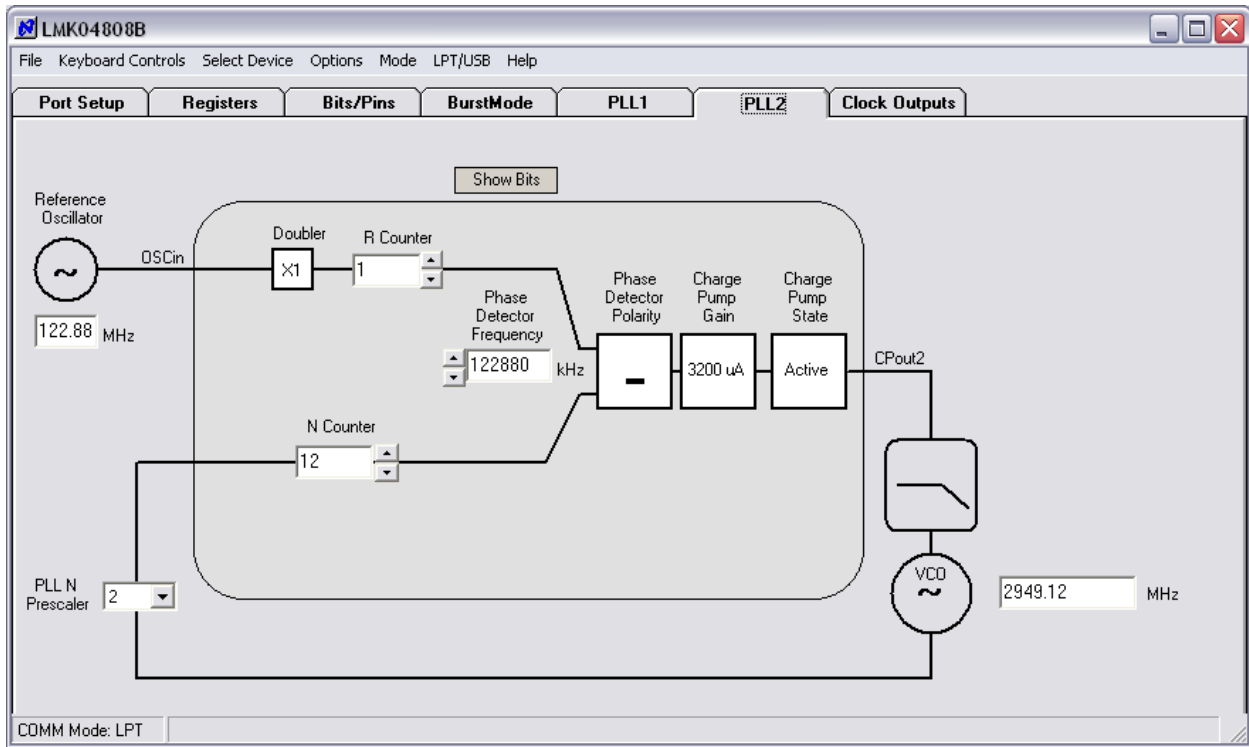 LMK04808B
File Keyboard Controls Select Device Options Mode LPT/USB Help
Port Setup Registers Bits/Pins BurstMode PLL1 PLL2 Clock Outputs
Show Bits
Reference
Oscillator
OSCin
122.88 MHz
Doubler
X1
R Counter
1
Phase
Detector
Frequency
122880 kHz
Phase
Detector
Polarity
-
Charge
Pump
Gain
3200 uA
Charge
Pump
State
Active
CPout2
N Counter
12
PLL N
Prescaler
2
VCO
~
2949.12 MHz
COMM Mode: LPT